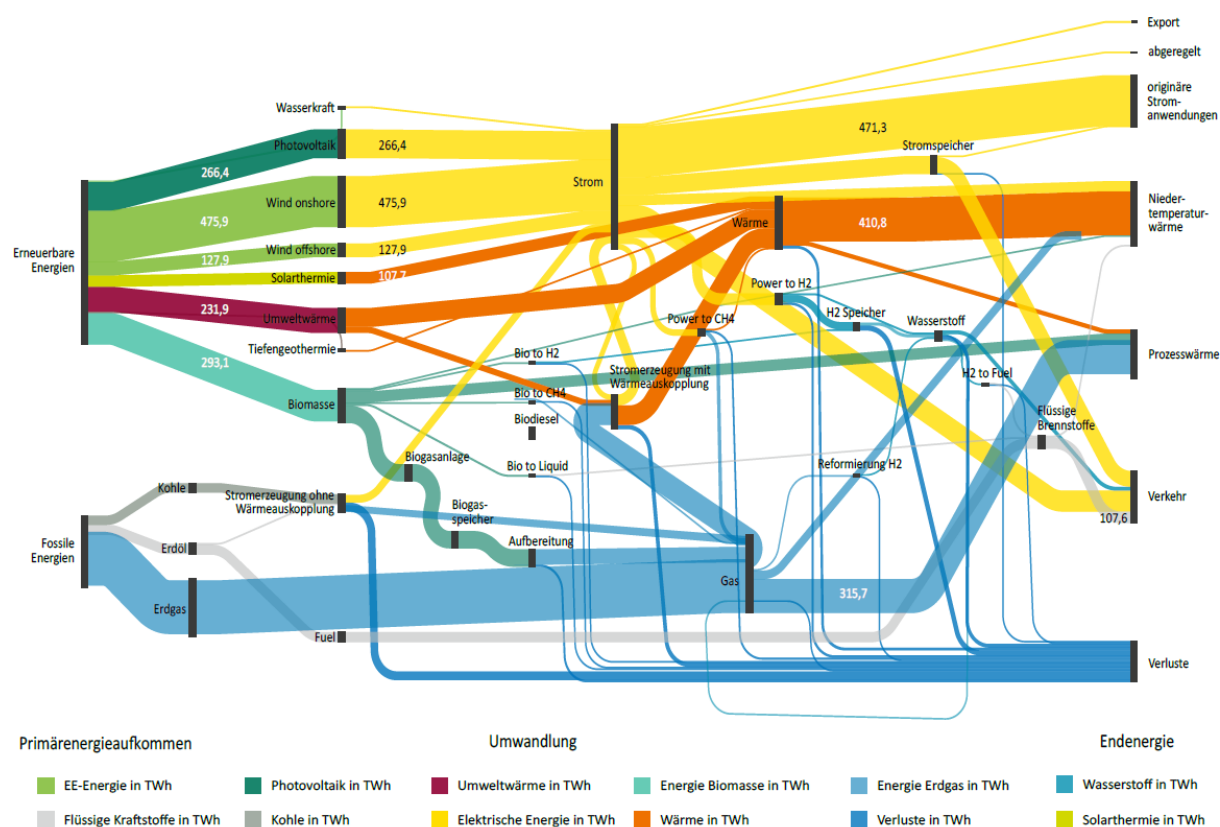 Export
abgeregelt
originäre
Strom-
anwendungen
Wasserkraft
Photovoltaik
266,4
471,3
Stromspeicher
266,4
Strom
Wind onshore
475,9
Wärme
410,8
Nieder-
temperatur-
wärme
475,9
Erneuerbare
Energien
Wind offshore
127,9
127,9
Solarthermie
107,7
Power to H2
231,9
Umweltwärme
Power to CH4
H2 Speicher
Wasserstoff
Tiefengeothermie
Bio to H2
Prozesswärme
293,1
Stromerzeugung mit
Wärmeauskopplung
H2 to Fuel
Biomasse
Bio to CH4
Biodiesel
Flüssige
Brennstoffe
Biogasanlage
Bio to Liquid
Reformierung H2
Kohle
Stromerzeugung ohne
Wärmeauskopplung
Verkehr
Biogas-
speicher
107,6
Fossile
Energien
Erdöl
Aufbereitung
Gas
315,7
Erdgas
Fuel
Verluste
Primärenergieaufkommen
Umwandlung
Endenergie
EE-Energie in TWh
Photovoltaik in TWh
Umweltwärme in TWh
Energie Biomasse in TWh
Energie Erdgas in TWh
Wasserstoff in TWh
Flüssige Kraftstoffe in TWh
Kohle in TWh
Elektrische Energie in TWh
Wärme in TWh
Verluste in TWh
Solarthermie in TWh